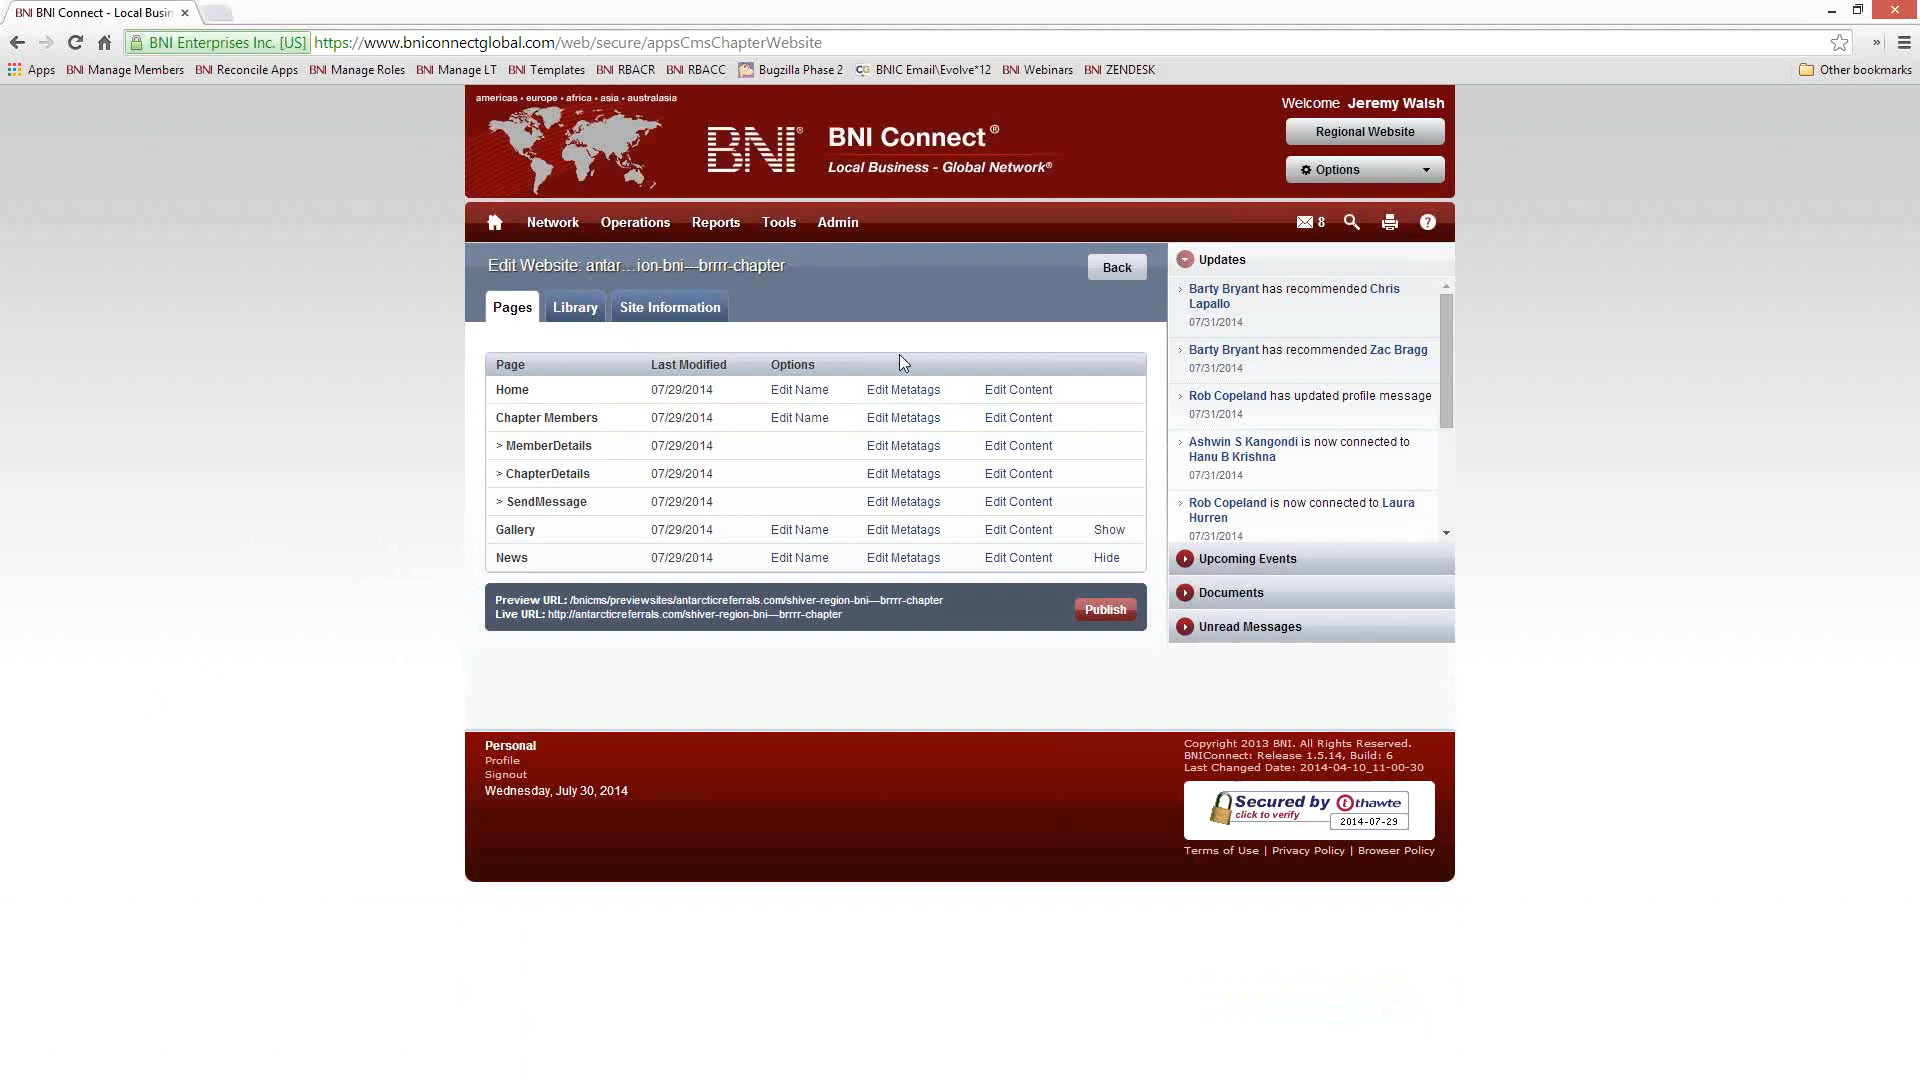 BNI BNI Connect - Local Busin
BNI Enterprises Inc. [US] https://www.bniconnectglobal.com/web/secure/appsCmsChapterWebsite
Apps BNI Manage Members BNI Reconcile Apps BNI Manage Roles BNI Manage LT BNI Templates BNI RBACR BNI RBACC Bugzilla Phase 2 BNIC Email\Evolve*12 BNI Webinars BNI ZENDESK Other bookmarks
americas • europe • africa • asia • australasia
BNI®
BNI Connect®
Local Business - Global Network®
Welcome Jeremy Walsh
Regional Website
Options
Network Operations Reports Tools Admin 8
Edit Website: antar...ion-bni---brrrr-chapter
Back
Pages Library Site Information
Page Last Modified Options
Home 07/29/2014 Edit Name Edit Metatags Edit Content
Chapter Members 07/29/2014 Edit Name Edit Metatags Edit Content
> MemberDetails 07/29/2014 Edit Metatags Edit Content
> ChapterDetails 07/29/2014 Edit Metatags Edit Content
> SendMessage 07/29/2014 Edit Metatags Edit Content
Gallery 07/29/2014 Edit Name Edit Metatags Edit Content Show
News 07/29/2014 Edit Name Edit Metatags Edit Content Hide
Preview URL: /bnicms/previewsites/antarcticreferrals.com/shiver-region-bni---brrrr-chapter
Live URL: http://antarcticreferrals.com/shiver-region-bni---brrrr-chapter
Publish
Updates
Barty Bryant has recommended Chris
Lapallo
07/31/2014
Barty Bryant has recommended Zac Bragg
07/31/2014
Rob Copeland has updated profile message
07/31/2014
Ashwin S Kangondi is now connected to
Hanu B Krishna
07/31/2014
Rob Copeland is now connected to Laura
Hurren
07/31/2014
Upcoming Events
Documents
Unread Messages
Personal
Profile
Signout
Wednesday, July 30, 2014
Copyright 2013 BNI. All Rights Reserved.
BNIConnect: Release 1.5.14, Build: 6
Last Changed Date: 2014-04-10_11-00-30
Secured by thawte
click to verify
2014-07-29
Terms of Use | Privacy Policy | Browser Policy